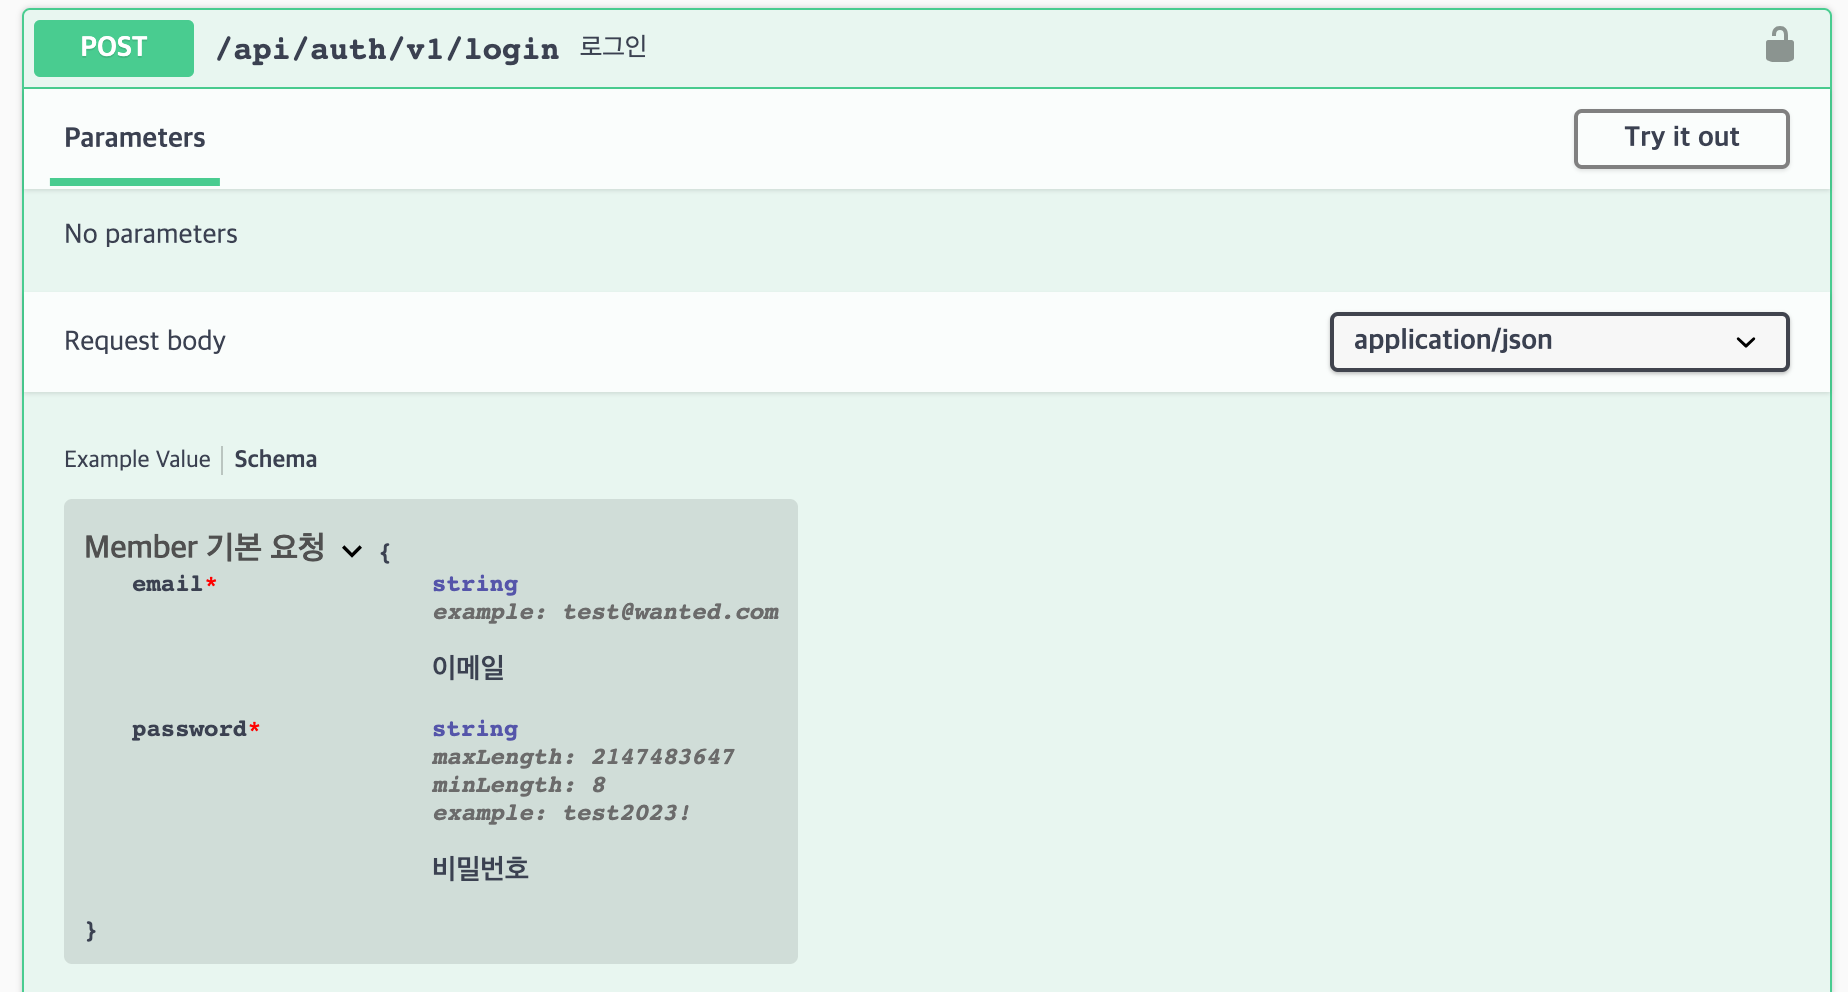 POST /api/auth/v1/login 로그인
Parameters
Try it out
No parameters
Request body
application/json
Example Value | Schema
Member 기본 요청 {
email* string
example: test@wanted.com
이메일
password* string
maxLength: 2147483647
minLength: 8
example: test2023!
비밀번호
}